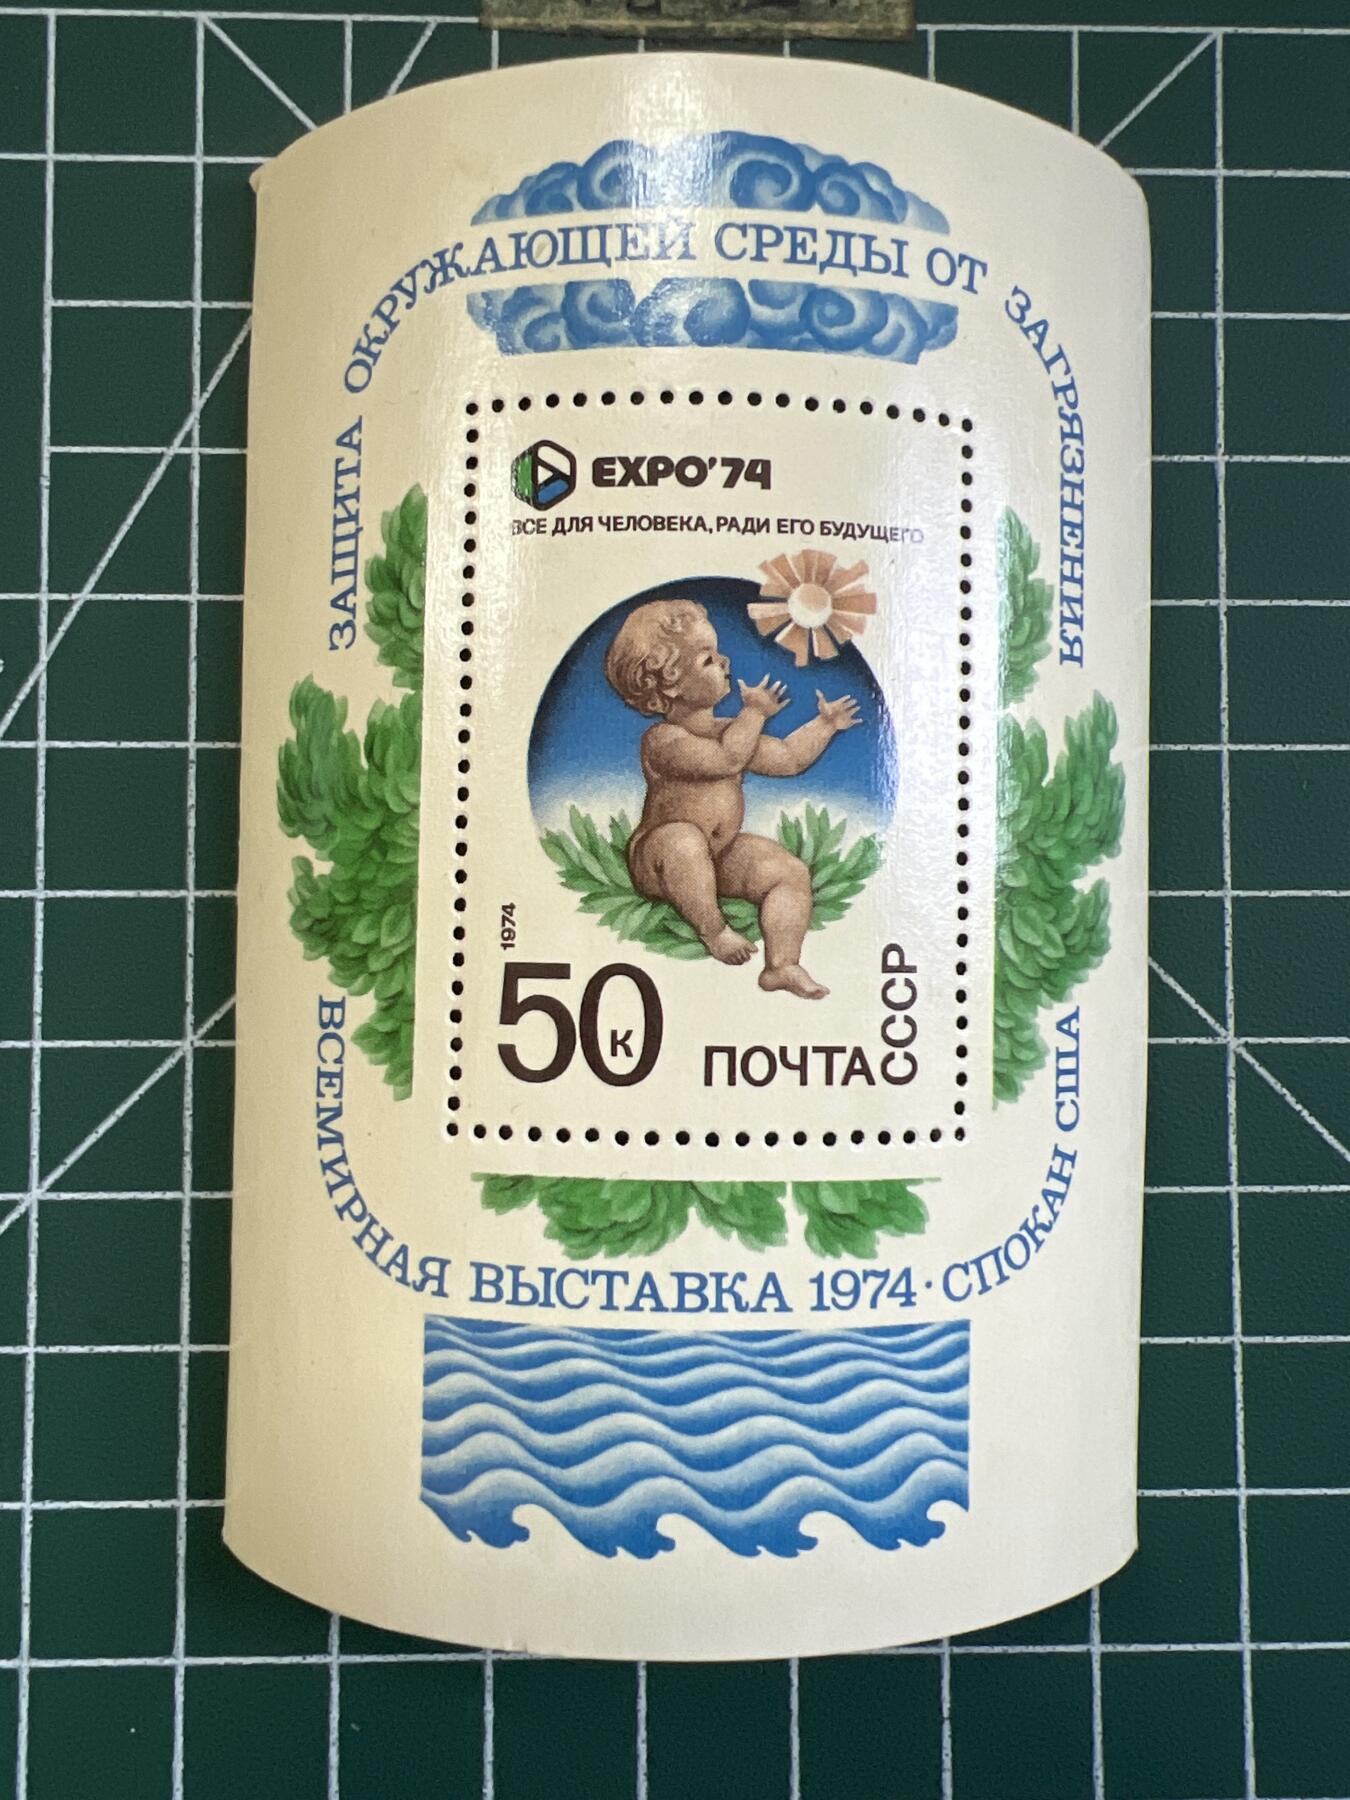 ЗАЩИТА ОКРУЖАЮЩЕЙ СРЕДЫ ОТ ЗАГРЯЗНЕНИЯ
EXPO'74
ВСЕ ДЛЯ ЧЕЛОВЕКА, РАДИ ЕГО БУДУЩЕГО
1974
50 к
ПОЧТА СССР
ВСЕМИРНАЯ ВЫСТАВКА 1974·СПОКАН США